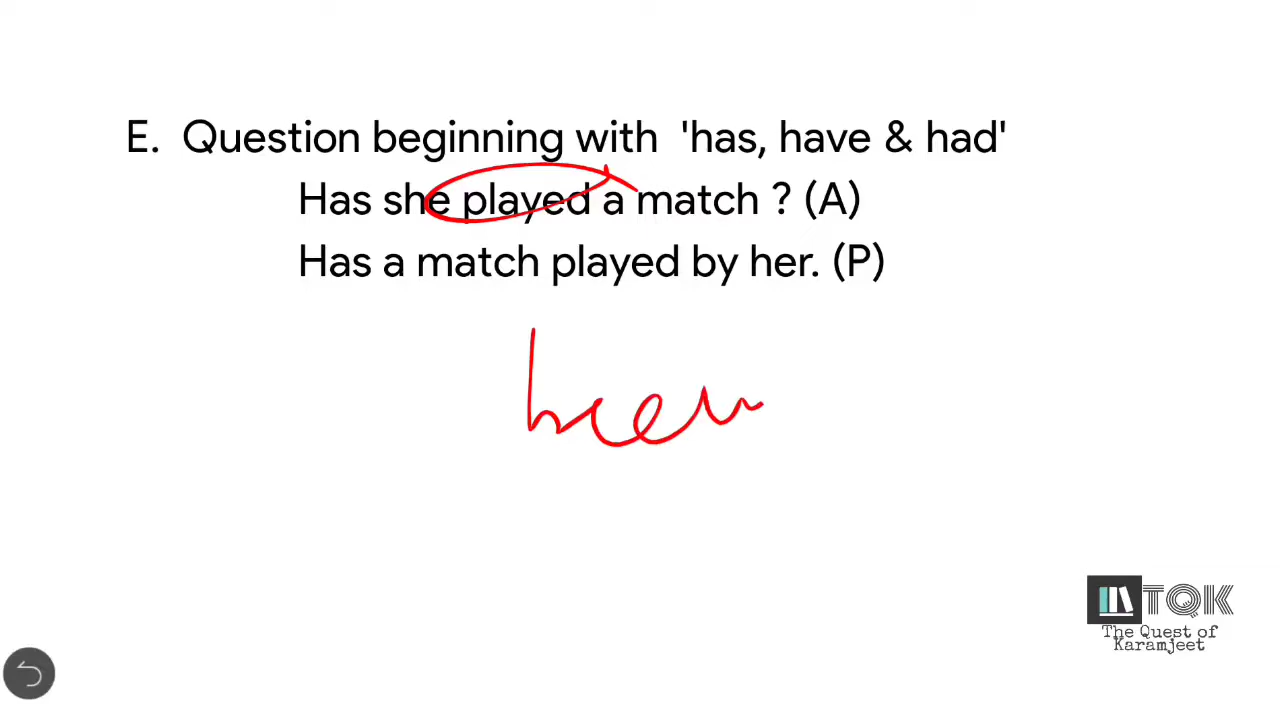 E. Question beginning with 'has, have & had'
Has she played a match ? (A)
Has a match played by her. (P)
been
TQK
The Quest of
Karamjeet